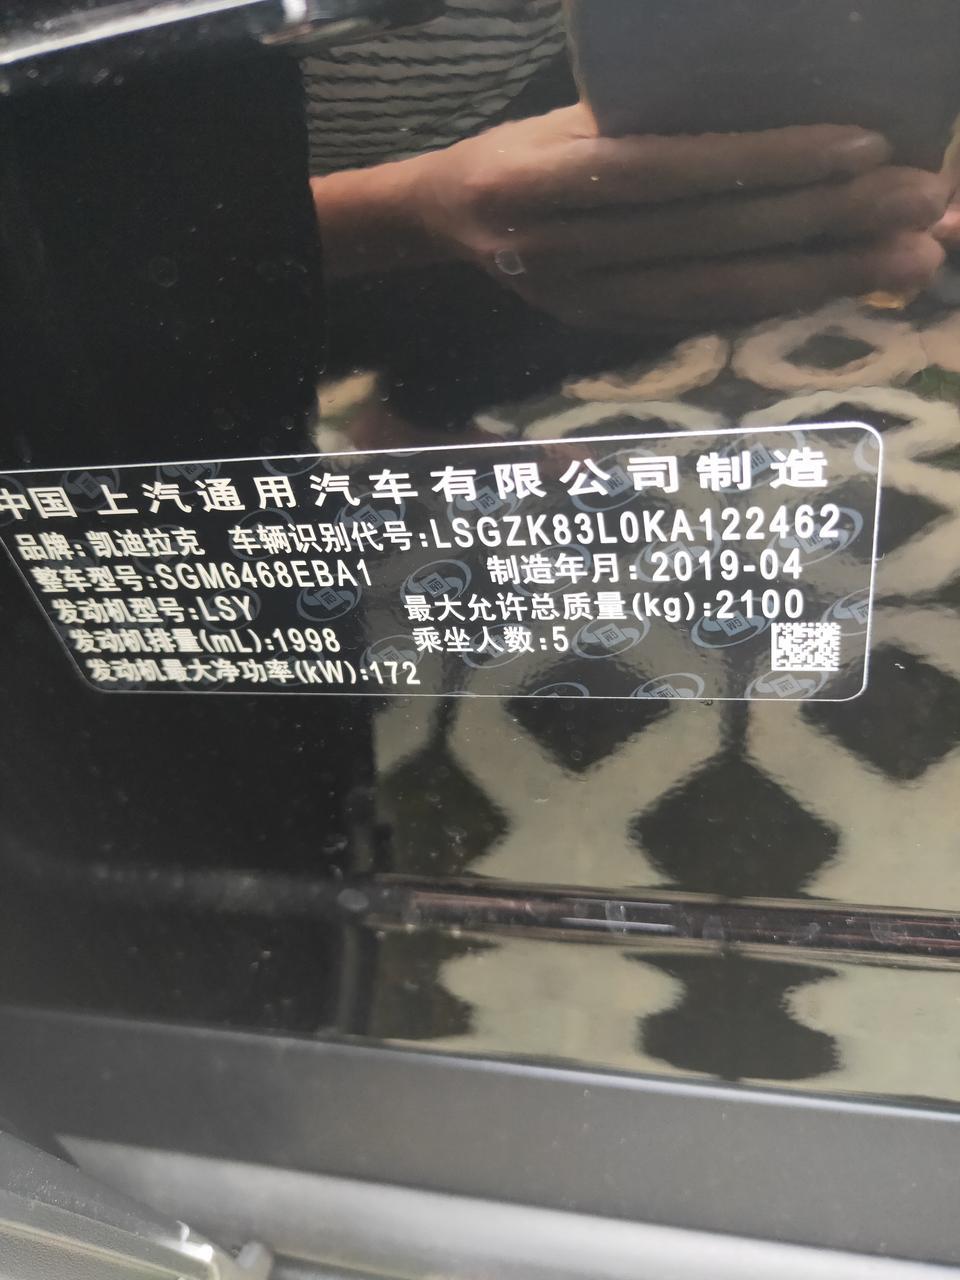 中国 上汽通用汽车有限公司制造
品牌:凯迪拉克 车辆识别代号:LSGZK83L0KA122462
整车型号:SGM6468EBA1 制造年月:2019-04
发动机型号:LSY 最大允许总质量(kg):2100
发动机排量(mL):1998 乘坐人数:5
发动机最大净功率(kW):172